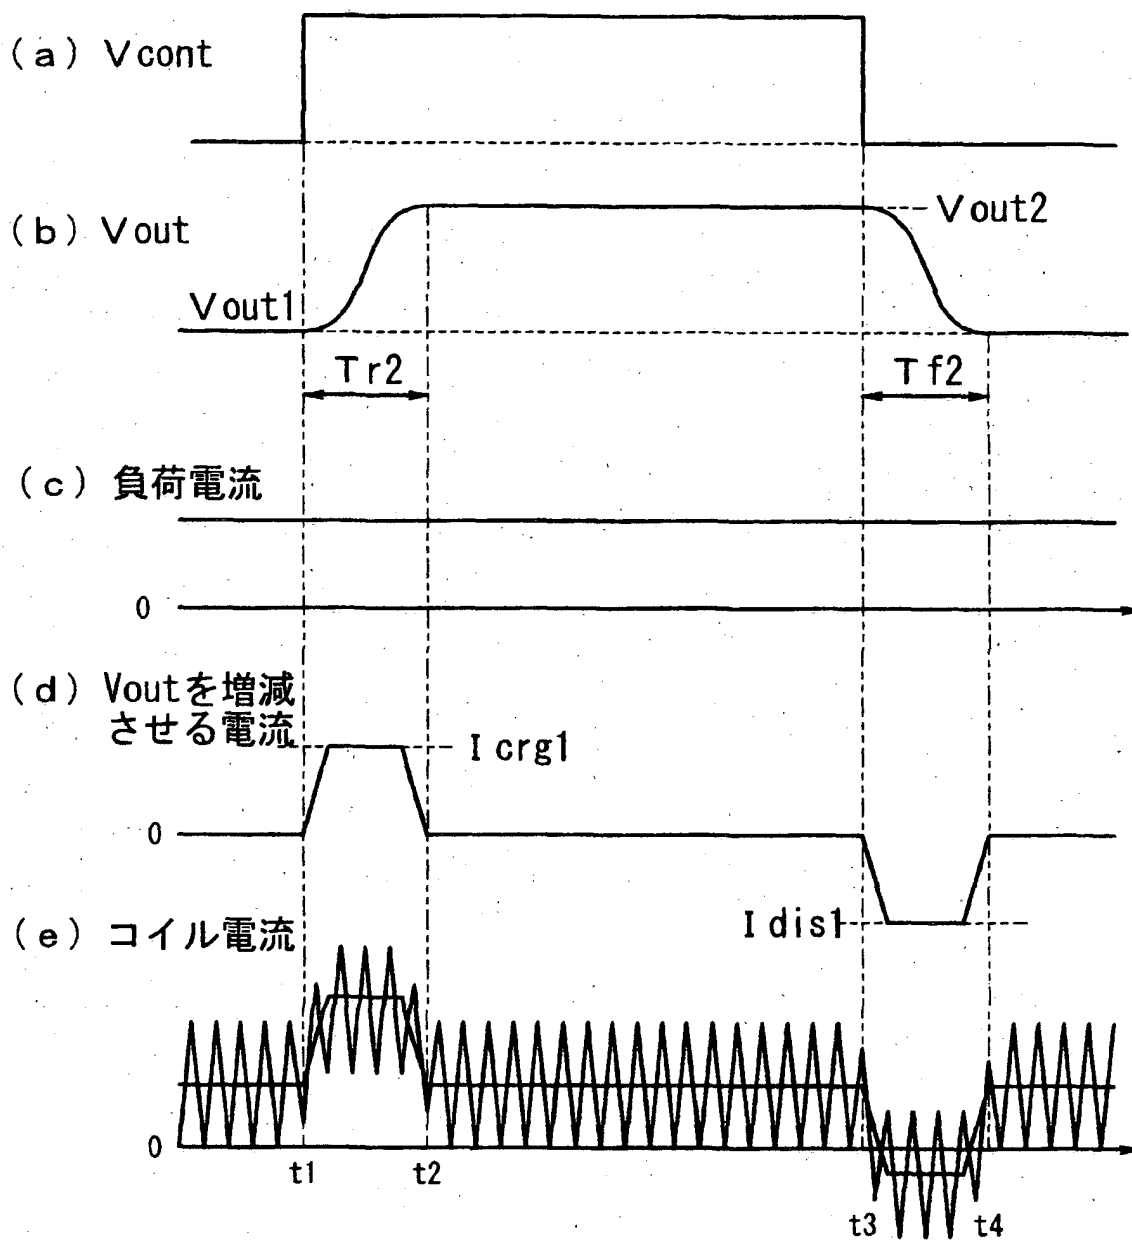 (a) Vcont
(b) Vout
Vout2
Vout1
Tr2
Tf2
(c) 負荷電流
0
(d) Voutを増減
させる電流
Icrg1
0
Idis1
(e) コイル電流
0
t1
t2
t3
t4